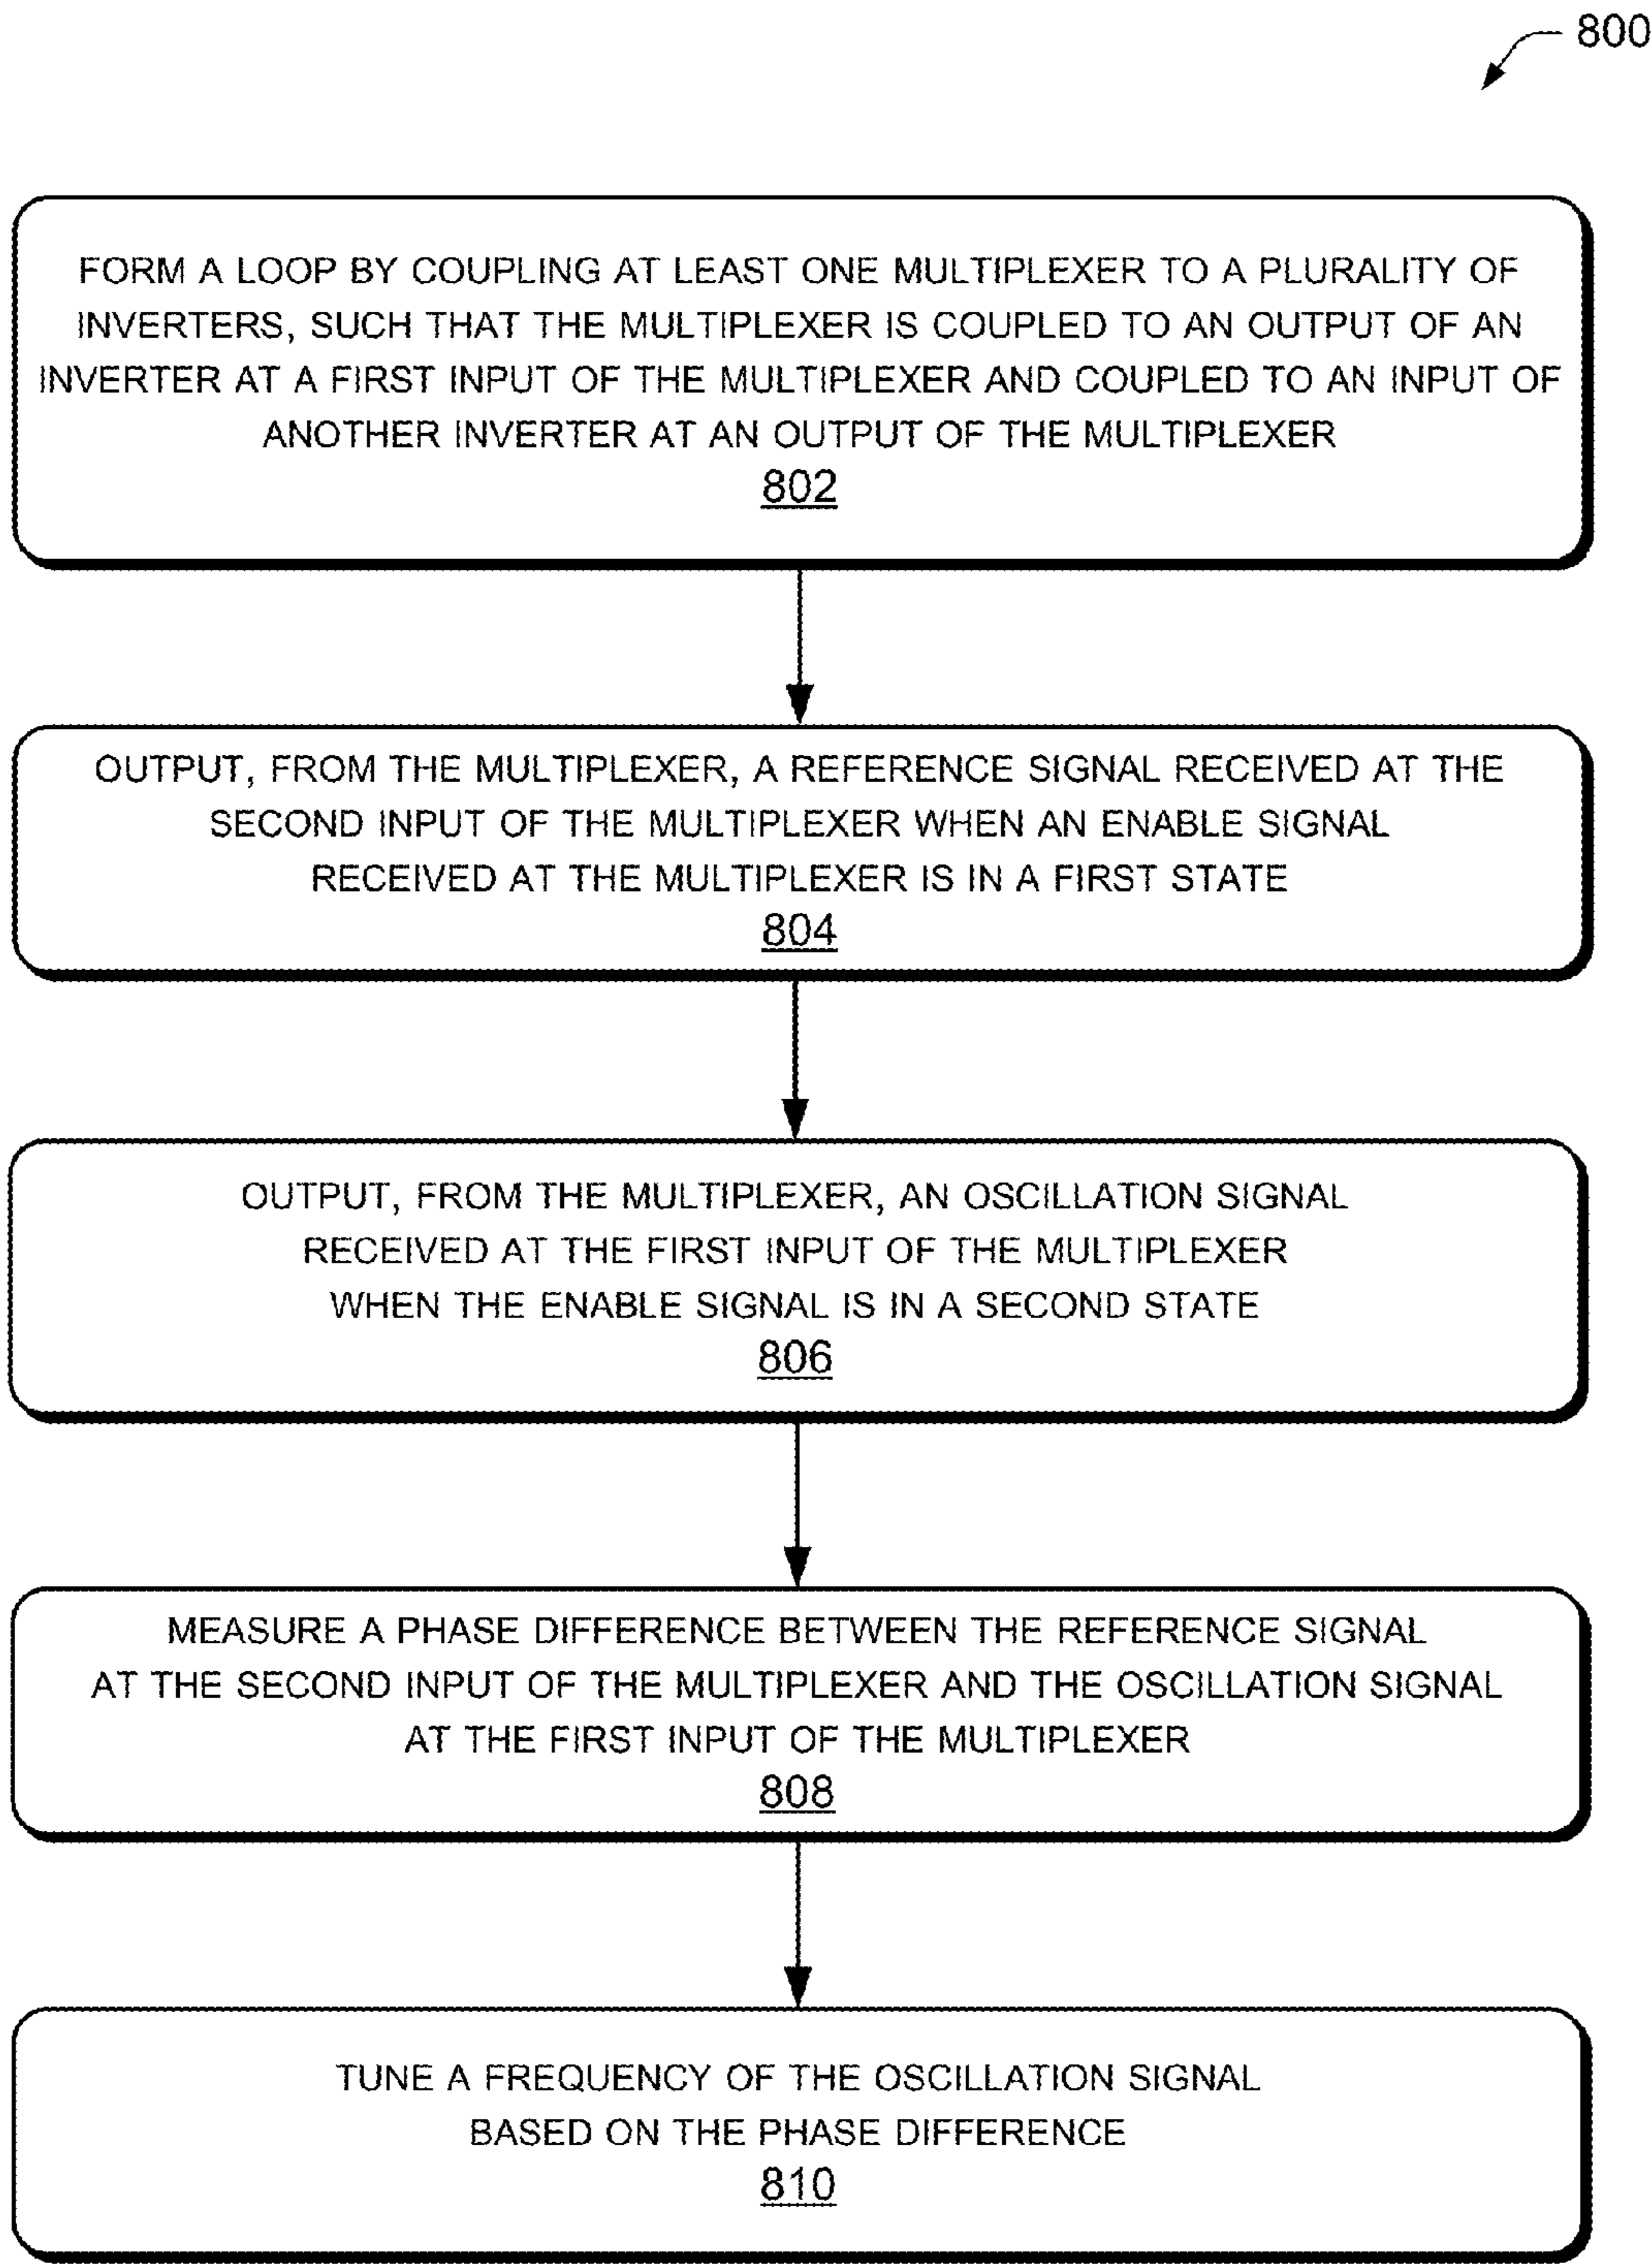 800
FORM A LOOP BY COUPLING AT LEAST ONE MULTIPLEXER TO A PLURALITY OF
INVERTERS, SUCH THAT THE MULTIPLEXER IS COUPLED TO AN OUTPUT OF AN
INVERTER AT A FIRST INPUT OF THE MULTIPLEXER AND COUPLED TO AN INPUT OF
ANOTHER INVERTER AT AN OUTPUT OF THE MULTIPLEXER
802
OUTPUT, FROM THE MULTIPLEXER, A REFERENCE SIGNAL RECEIVED AT THE
SECOND INPUT OF THE MULTIPLEXER WHEN AN ENABLE SIGNAL
RECEIVED AT THE MULTIPLEXER IS IN A FIRST STATE
804
OUTPUT, FROM THE MULTIPLEXER, AN OSCILLATION SIGNAL
RECEIVED AT THE FIRST INPUT OF THE MULTIPLEXER
WHEN THE ENABLE SIGNAL IS IN A SECOND STATE
806
MEASURE A PHASE DIFFERENCE BETWEEN THE REFERENCE SIGNAL
AT THE SECOND INPUT OF THE MULTIPLEXER AND THE OSCILLATION SIGNAL
AT THE FIRST INPUT OF THE MULTIPLEXER
808
TUNE A FREQUENCY OF THE OSCILLATION SIGNAL
BASED ON THE PHASE DIFFERENCE
810